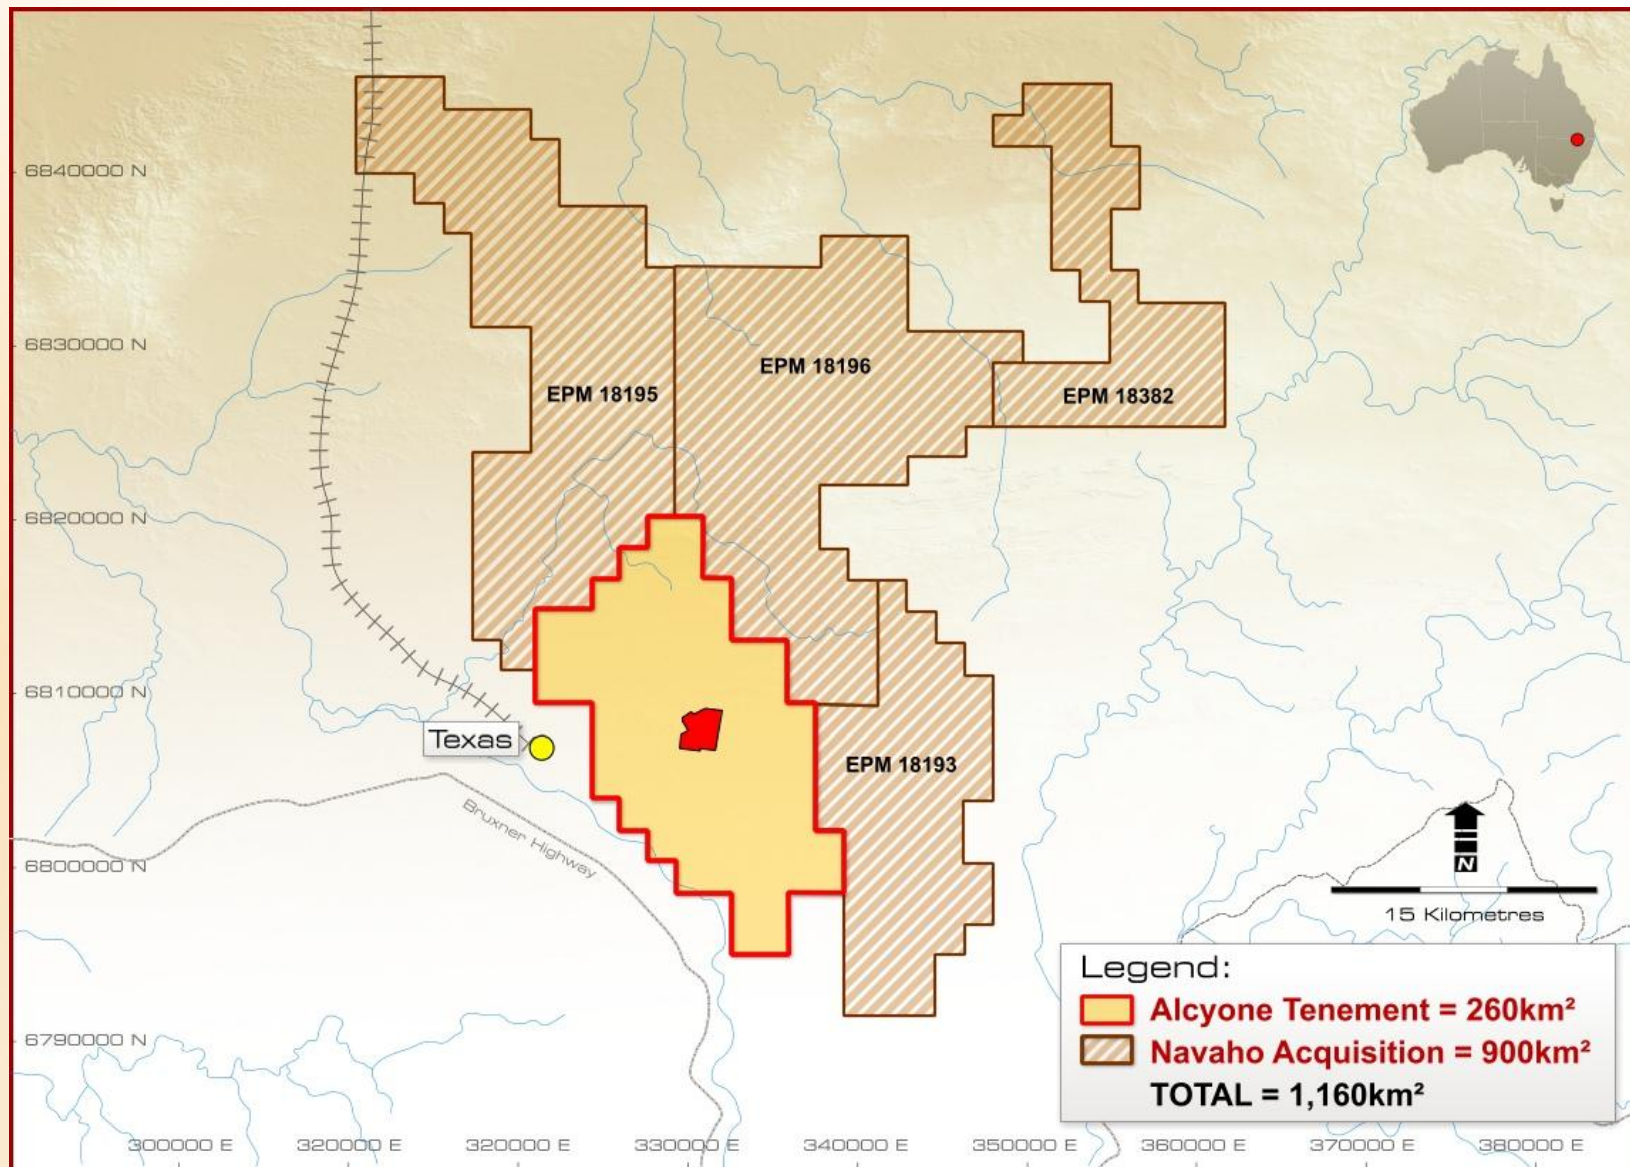 6840000 N
6830000 N
EPM 18196
EPM 18195
EPM 18382
6820000 N
6810000 N
Texas
EPM 18193
Bruxner Highway
6800000 N
N
15 Kilometres
Legend:
Alcyone Tenement = 260km²
Navaho Acquisition = 900km²
TOTAL = 1,160km²
6790000 N
300000 E 320000 E 320000 E 330000 E 340000 E 350000 E 360000 E 370000 E 380000 E